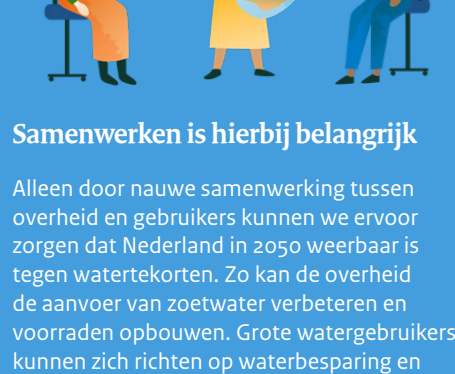 Samenwerken is hierbij belangrijk
Alleen door nauwe samenwerking tussen
overheid en gebruikers kunnen we ervoor
zorgen dat Nederland in 2050 weerbaar is
tegen watertekorten. Zo kan de overheid
de aanvoer van zoetwater verbeteren en
voorraden opbouwen. Grote watergebruikers
kunnen zich richten op waterbesparing en